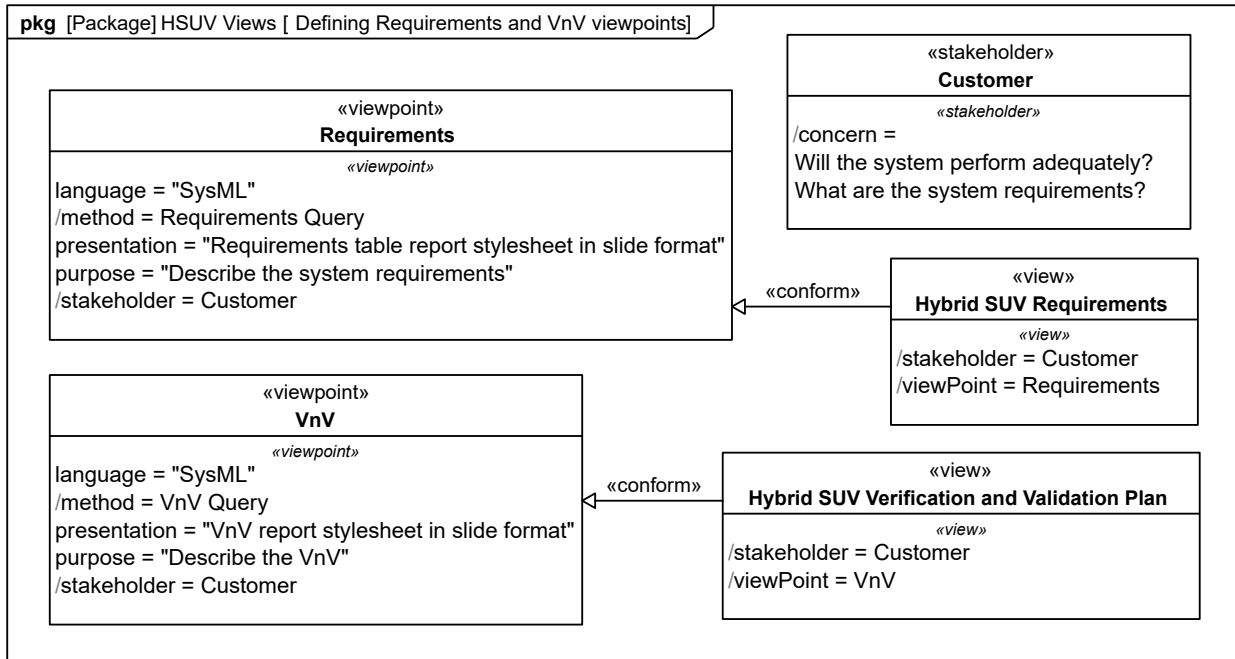 pkg [Package] HSUV Views [ Defining Requirements and VnV viewpoints]
«stakeholder»
Customer
«stakeholder»
/concern =
Will the system perform adequately?
What are the system requirements?
«viewpoint»
Requirements
«viewpoint»
language = "SysML"
/method = Requirements Query
presentation = "Requirements table report stylesheet in slide format"
purpose = "Describe the system requirements"
/stakeholder = Customer
«conform»
«view»
Hybrid SUV Requirements
«view»
/stakeholder = Customer
/viewPoint = Requirements
«viewpoint»
VnV
«viewpoint»
language = "SysML"
/method = VnV Query
presentation = "VnV report stylesheet in slide format"
purpose = "Describe the VnV"
/stakeholder = Customer
«conform»
«view»
Hybrid SUV Verification and Validation Plan
«view»
/stakeholder = Customer
/viewPoint = VnV